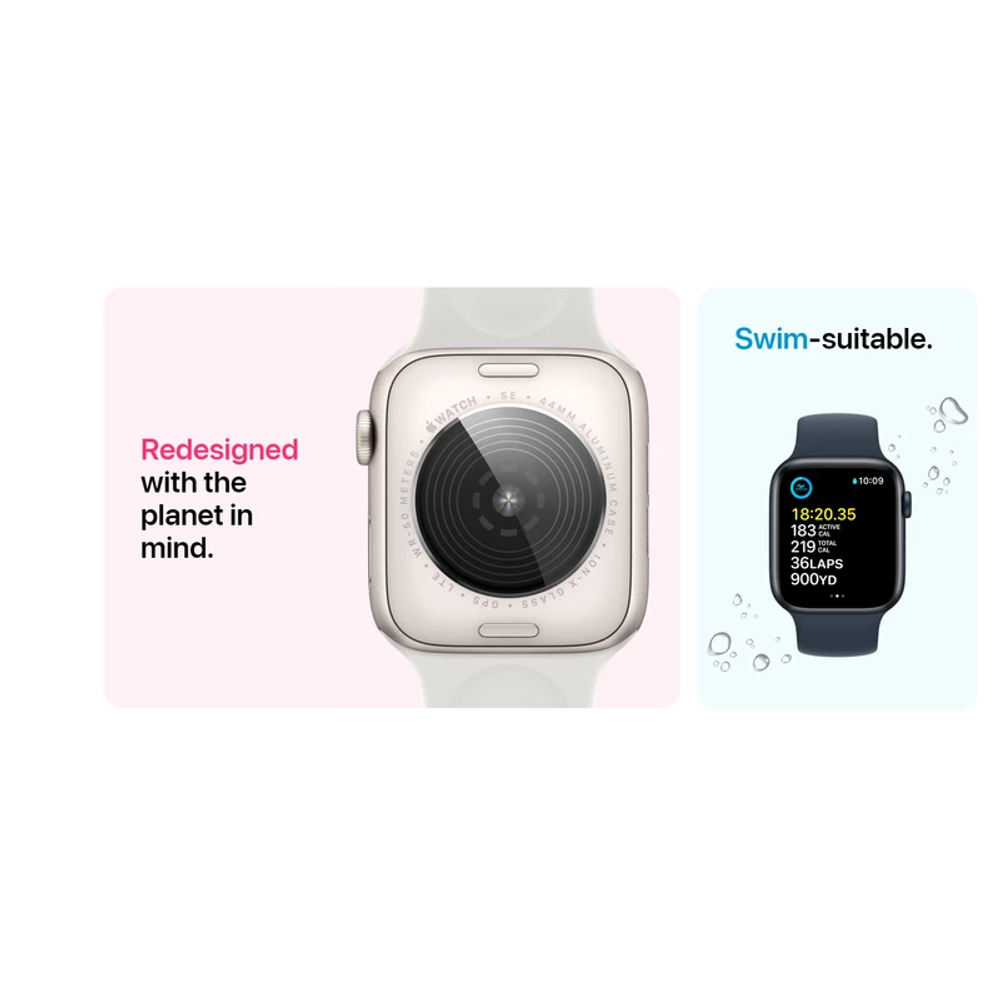 Redesigned
with the
planet in
mind.
WATCH • SE • 44MM ALUMINUM CASE • ION-X GLASS • GPS • LTE • WR-50 METERS •
Swim-suitable.
10:09
18:20.35
183 ACTIVE CAL
219 TOTAL CAL
36LAPS
900YD